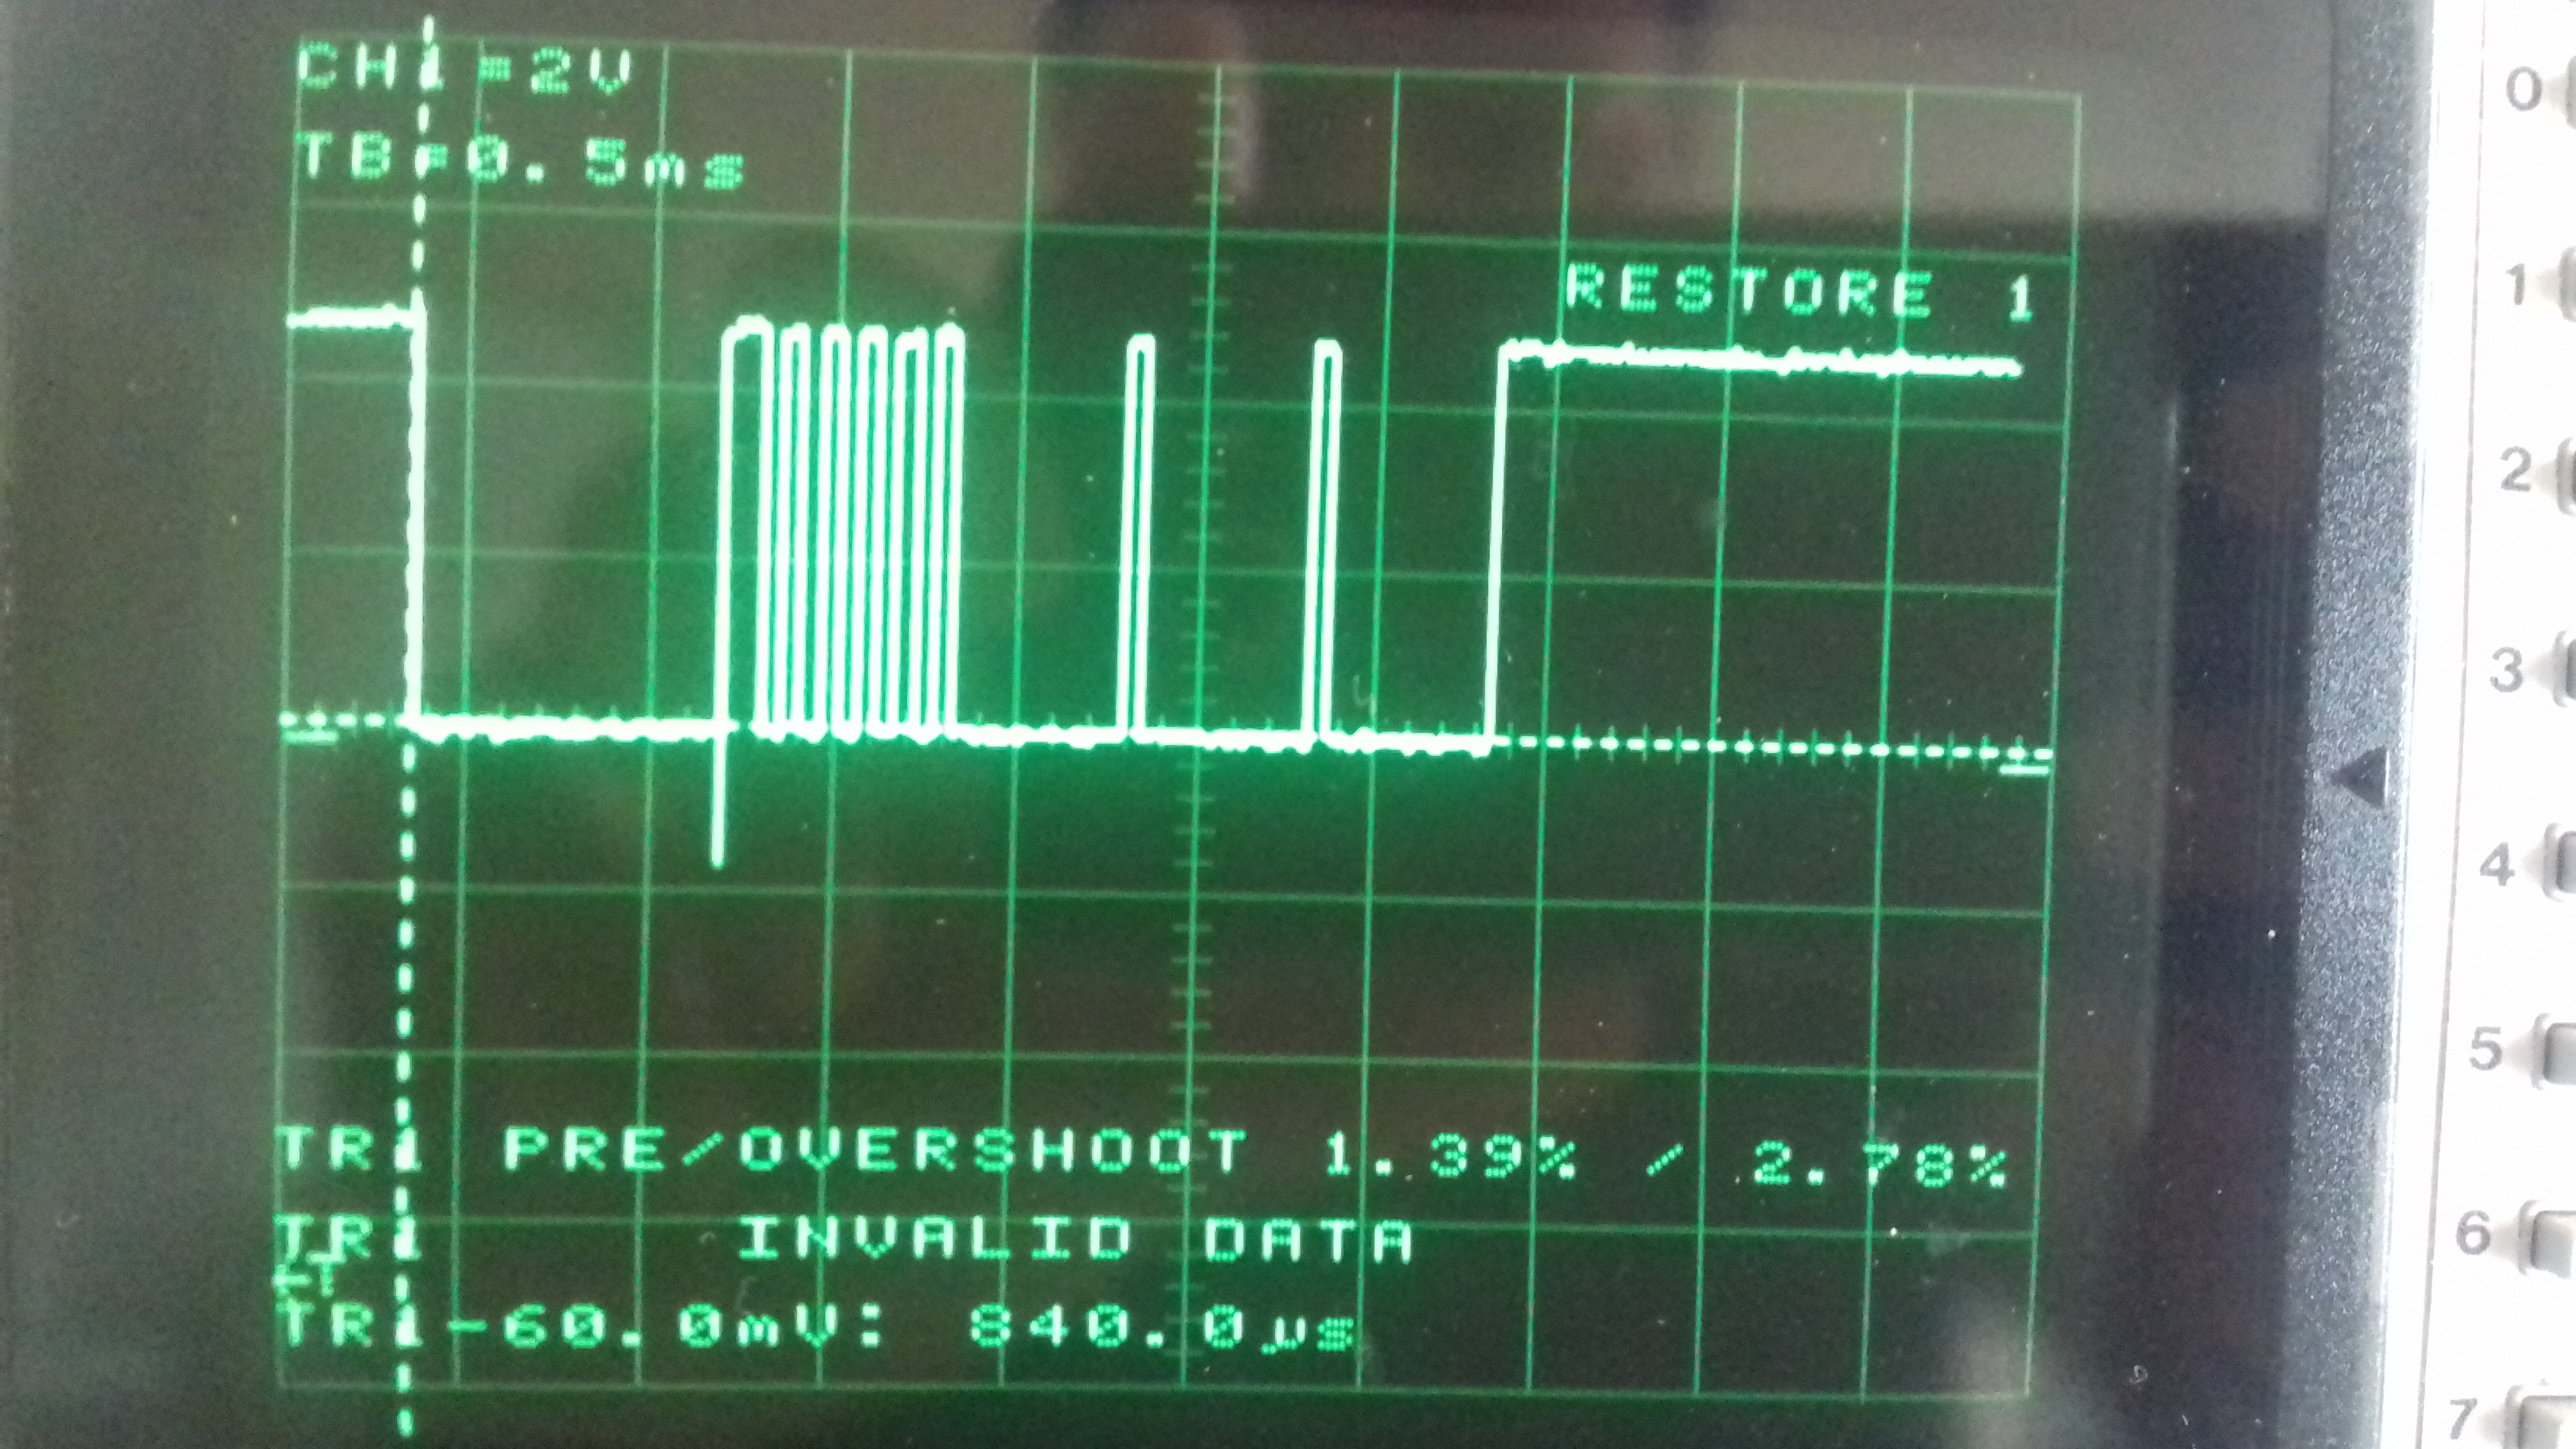 CH1=2V
TB=0.5ms
RESTORE 1
TR1 PRE/OVERSHOOT 1.39% / 2.78%
TR1 INVALID DATA
TR1-60.0mV: 840.0µs
0
1
2
3
4
5
6
7